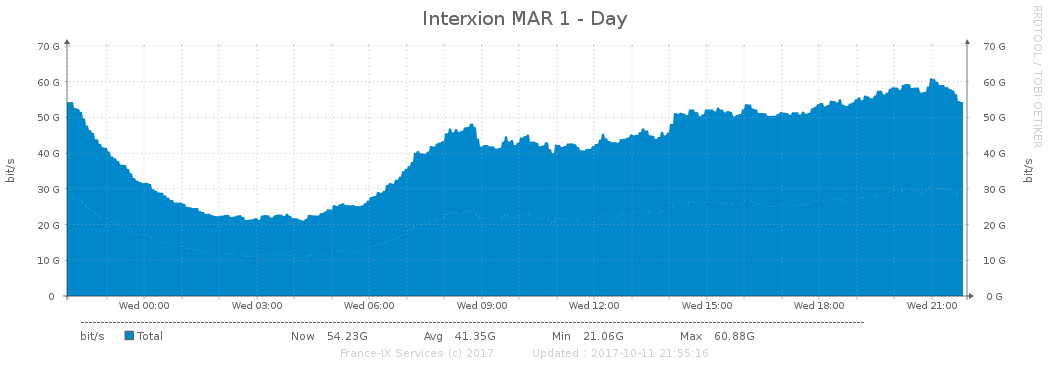 Interxion MAR 1 - Day
RRDTOOL / TOBI OETIKER
70 G 70 G
60 G 60 G
50 G 50 G
40 G 40 G
30 G 30 G
20 G 20 G
10 G 10 G
0 0 G
bit/s bit/s
Wed 00:00 Wed 03:00 Wed 06:00 Wed 09:00 Wed 12:00 Wed 15:00 Wed 18:00 Wed 21:00
bit/s Total Now 54.23G Avg 41.35G Min 21.06G Max 60.88G
France-IX Services (c) 2017 Updated : 2017-10-11 21:55:16